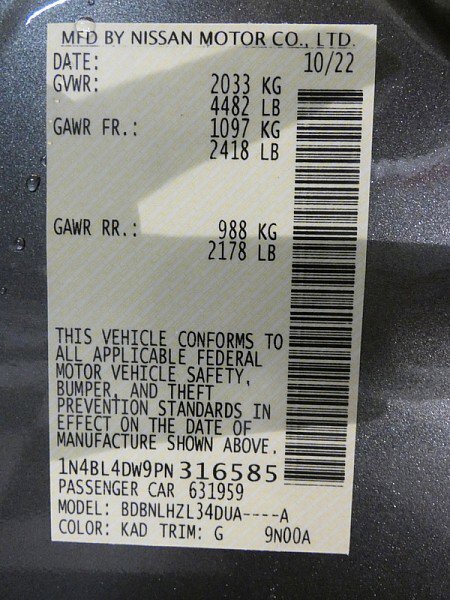 MFD BY NISSAN MOTOR CO., LTD.
DATE: 10/22
GVWR: 2033 KG
4482 LB
GAWR FR.: 1097 KG
2418 LB
GAWR RR.: 988 KG
2178 LB
THIS VEHICLE CONFORMS TO
ALL APPLICABLE FEDERAL
MOTOR VEHICLE SAFETY,
BUMPER, AND THEFT
PREVENTION STANDARDS IN
EFFECT ON THE DATE OF
MANUFACTURE SHOWN ABOVE.
1N4BL4DW9PN316585
PASSENGER CAR 631959
MODEL: BDBNLHZL34DUA----A
COLOR: KAD TRIM: G 9N00A